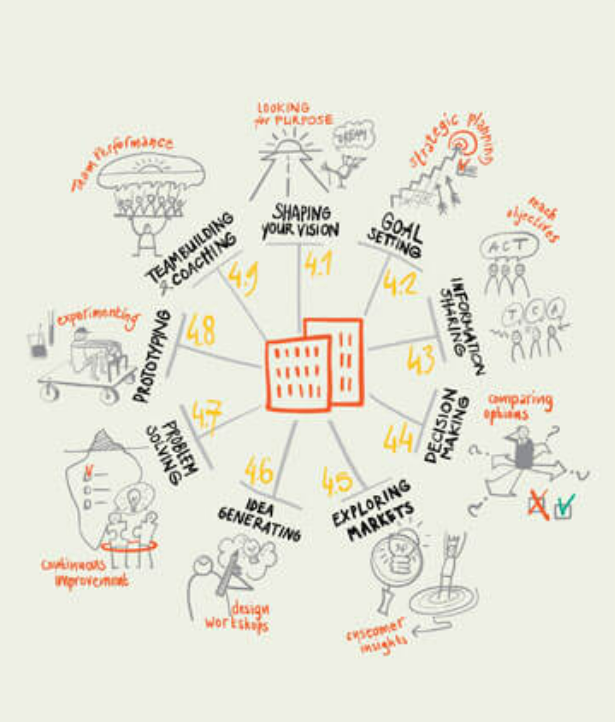 LOOKING
for PURPOSE
DREAM
SHAPING
YOUR VISION
4.1
strategic planning
GOAL
SETTING
4.2
reach
objectives
ACT
INFORMATION
SHARING
4.3
comparing
options
DECISION
MAKING
4.4
EXPLORING
MARKETS
4.5
customer
insights
IDEA
GENERATING
4.6
design
workshops
PROBLEM
SOLVING
4.7
continuous
improvement
PROTOTYPING
4.8
experimenting
TEAMBUILDING
& COACHING
4.9
Team Performance